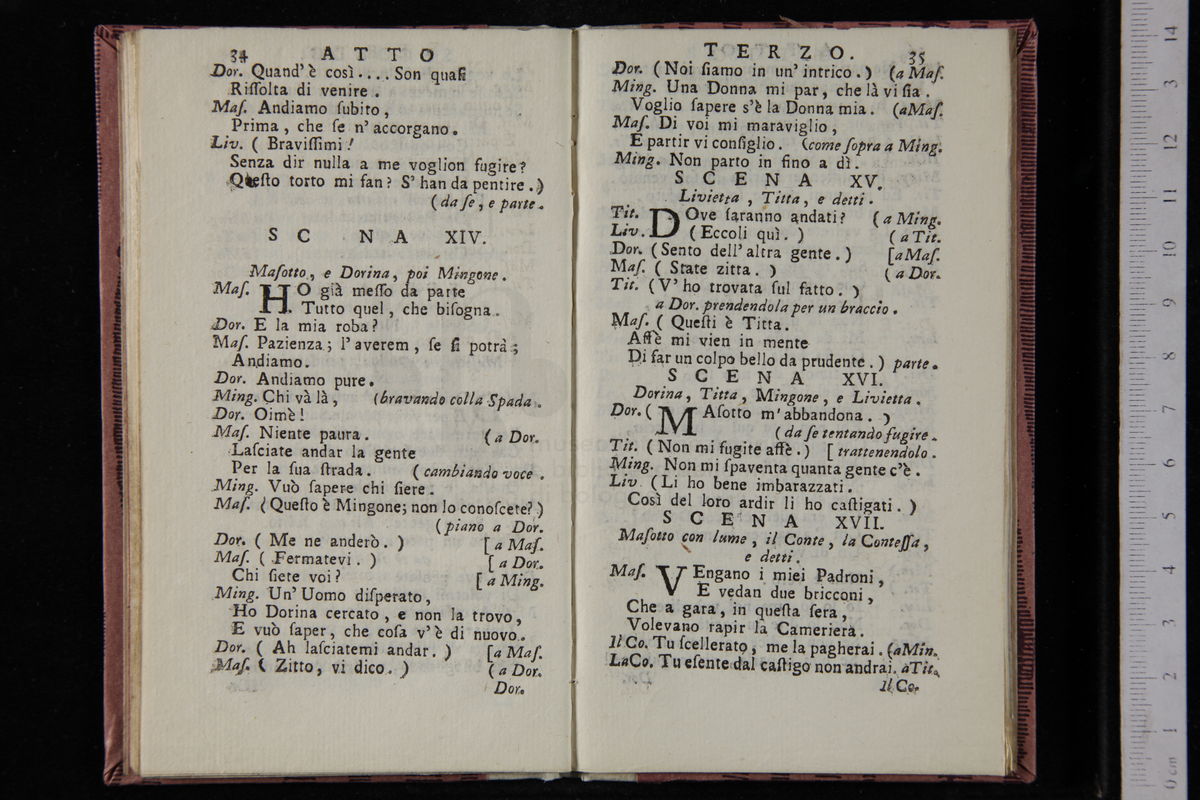 34 ATTO
Dor. Quand' è così.... Son quaſi
Riſſolta di venire.
Maſ. Andiamo ſubito,
Prima, che ſe n' accorgano.
Liv. ( Braviſſimi!
Senza dir nulla a me voglion fugire?
Queſto torto mi fan? S' han da pentire.)
(da ſe, e parte.
SC NA XIV.
Maſotto, e Dorina, poi Mingone.
Maſ. HO già meſſo da parte
Tutto quel, che biſogna.
Dor. E la mia roba?
Maſ. Pazienza; l' averem, ſe ſi potrà;
Andiamo.
Dor. Andiamo pure.
Ming. Chi và là, (bravando colla Spada.
Dor. Oimè!
Maſ. Niente paura. (a Dor.
Laſciate andar la gente
Per la ſua ſtrada. (cambiando voce.
Ming. Vuò ſapere chi ſiere.
Maſ. (Queſto è Mingone; non lo conoſcete?)
(piano a Dor.
Dor. ( Me ne anderò. ) [a Maſ.
Maſ. ( Fermatevi. ) [a Dor.
Chi ſiete voi? [a Ming.
Ming. Un' Uomo diſperato,
Ho Dorina cercato, e non la trovo,
E vuò ſaper, che coſa v' è di nuovo.
Dor. ( Ah laſciatemi andar. ) [a Maſ.
Maſ. ( Zitto, vi dico. ) (a Dor.
Dor.
TERZO. 35
Dor. (Noi ſiamo in un' intrico.) (a Maſ.
Ming. Una Donna mi par, che là vi ſia.
Voglio ſapere s'è la Donna mia. (a Maſ.
Maſ. Di voi mi maraviglio,
E partir vi conſiglio. (come ſopra a Ming.
Ming. Non parto in fino a dì.
SCENA XV.
Livietta, Titta, e detti.
Tit. DOve ſaranno andati? (a Ming.
Liv. (Eccoli quì. ) (a Tit.
Dor. (Sento dell' altra gente.) [a Maſ.
Maſ. ( State zitta. ) (a Dor.
Tit. (V' ho trovata ſul fatto. )
a Dor. prendendola per un braccio.
Maſ. ( Queſti è Titta.
Affè mi vien in mente
Di far un colpo bello da prudente.) parte.
SCENA XVI.
Dorina, Titta, Mingone, e Livietta.
Dor. ( MAſotto m' abbandona. )
(da ſe tentando fugire.
Tit. (Non mi fugite affè.) [trattenendolo.
Ming. Non mi ſpaventa quanta gente c'è.
Liv. (Li ho bene imbarazzati.
Così del loro ardir li ho caſtigati. )
SCENA XVII.
Maſotto con lume, il Conte, la Conteſſa,
e detti.
Maſ. VEngano i miei Padroni,
E vedan due bricconi,
Che a gara, in queſta ſera,
Volevano rapir la Camerierà.
Il Co. Tu ſcellerato, me la pagherai. (a Min.
La Co. Tu eſente dal caſtigo non andrai. a Tit.
Il Co.